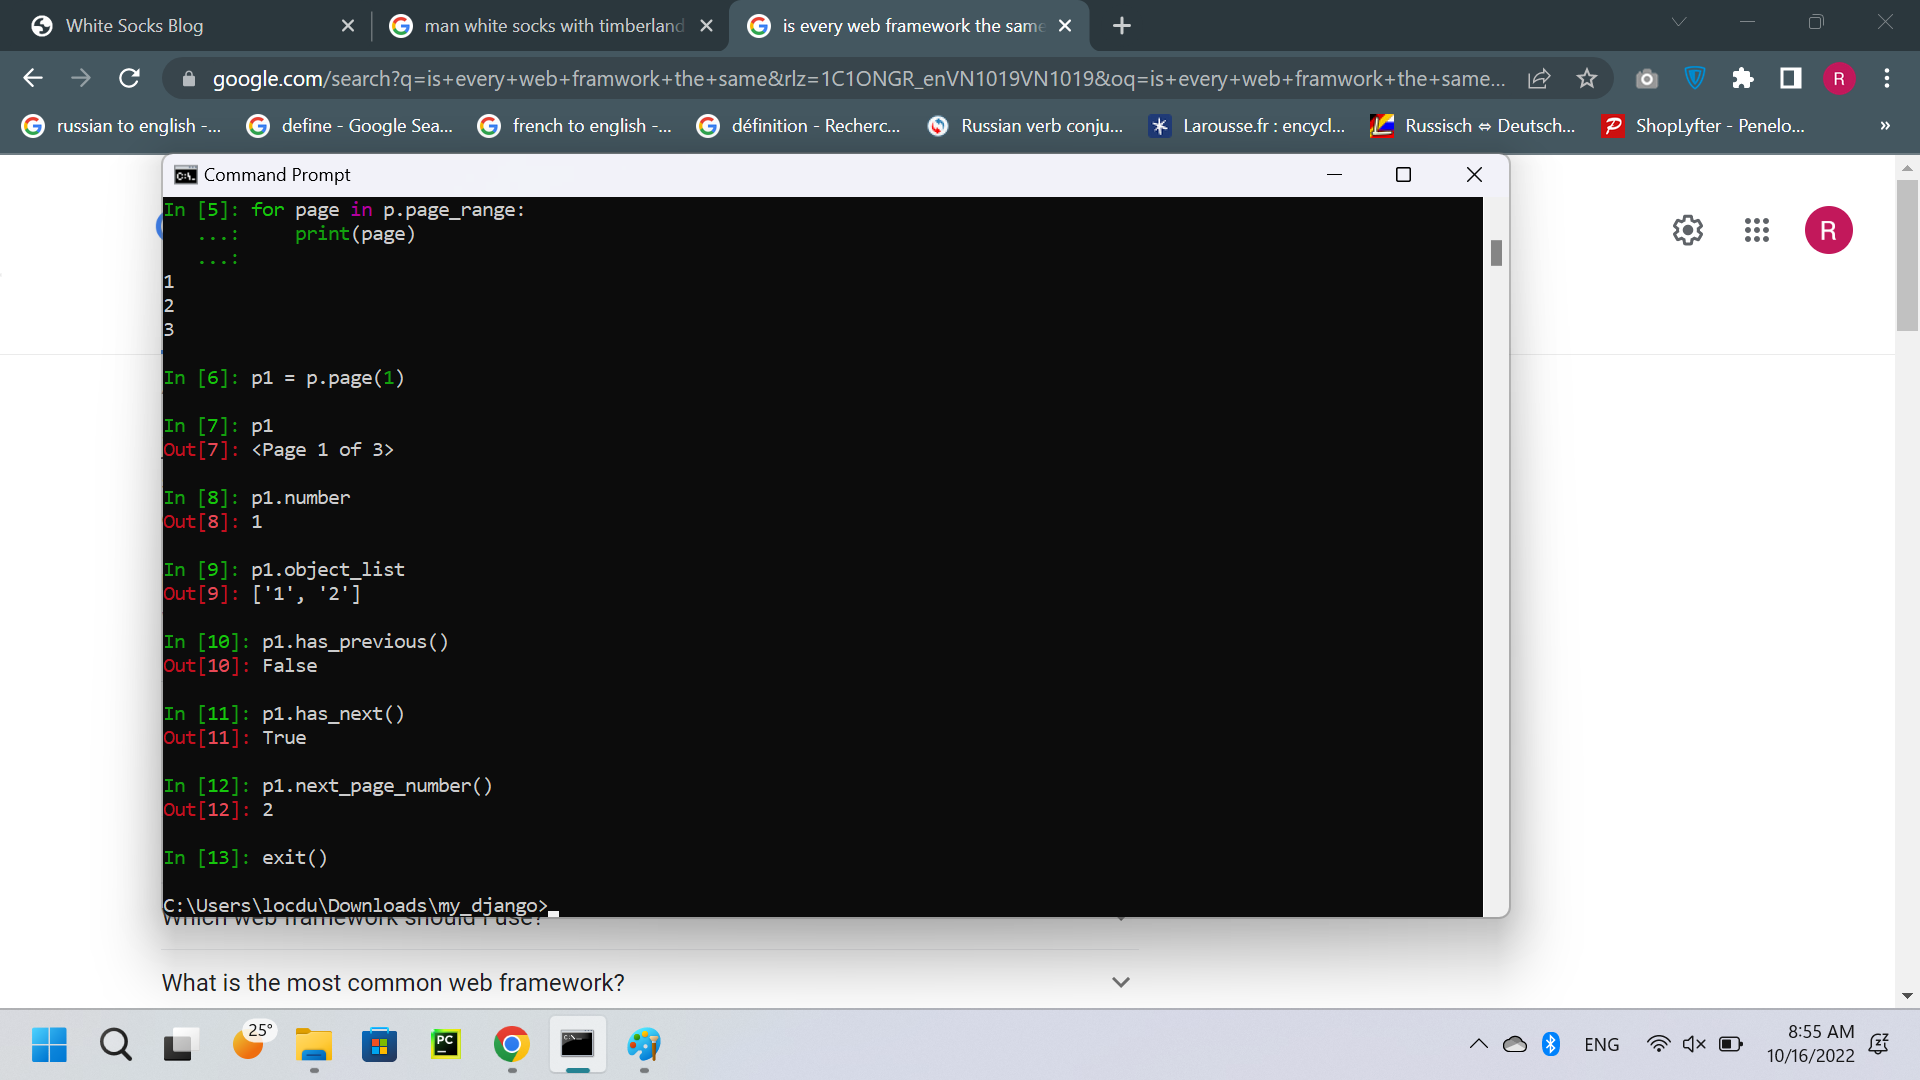 White Socks Blog
man white socks with timberland
is every web framework the same
google.com/search?q=is+every+web+framwork+the+same&rlz=1C1ONGR_enVN1019VN1019&oq=is+every+web+framwork+the+same...
R
russian to english -...
define - Google Sea...
french to english -...
définition - Recherc...
Russian verb conju...
Larousse.fr : encycl...
Russisch ⇔ Deutsch...
ShopLyfter - Penelo...
»
Command Prompt
R
In [5]: for page in p.page_range:
   ...:     print(page)
   ...:
1
2
3
In [6]: p1 = p.page(1)
In [7]: p1
Out[7]: <Page 1 of 3>
In [8]: p1.number
Out[8]: 1
In [9]: p1.object_list
Out[9]: ['1', '2']
In [10]: p1.has_previous()
Out[10]: False
In [11]: p1.has_next()
Out[11]: True
In [12]: p1.next_page_number()
Out[12]: 2
In [13]: exit()
C:\Users\locdu\Downloads\my_django>
Which web framework should I use?
What is the most common web framework?
25°
PC
ENG
8:55 AM
10/16/2022